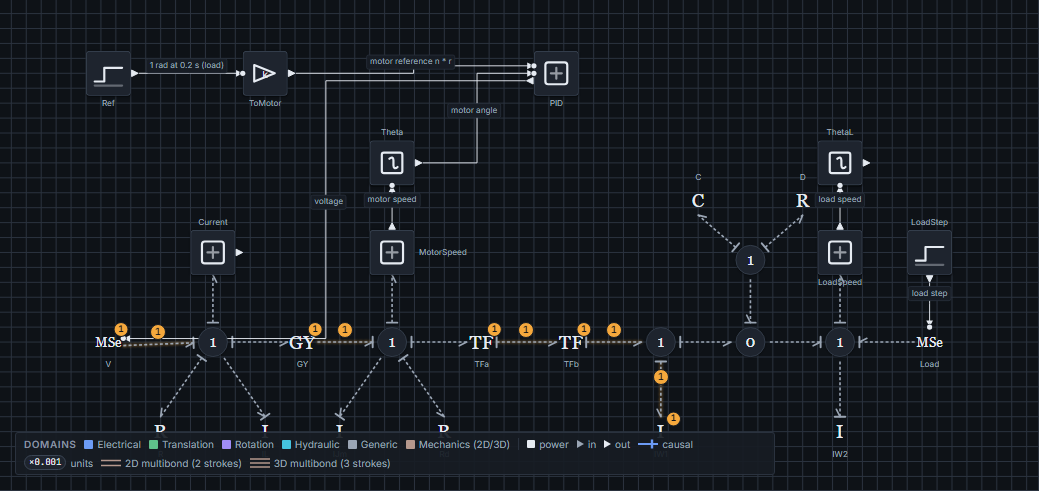 1 rad at 0.2 s (load)
motor reference n * r
Ref
k
ToMotor
PID
motor angle
Theta
ThetaL
C
D
C
R
voltage
motor speed
load speed
Current
LoadStep
MotorSpeed
1
LoadSpeed
load step
1
1
1
1
1
1
1
1
MSe
1
GY
1
TF
TF
1
0
1
MSe
V
GY
TFa
TFb
Load
1
1
I
DOMAINS
Electrical
Translation
Rotation
Hydraulic
Generic
Mechanics (2D/3D)
power
in
out
causal
×0.001
units
2D multibond (2 strokes)
3D multibond (3 strokes)
IW2